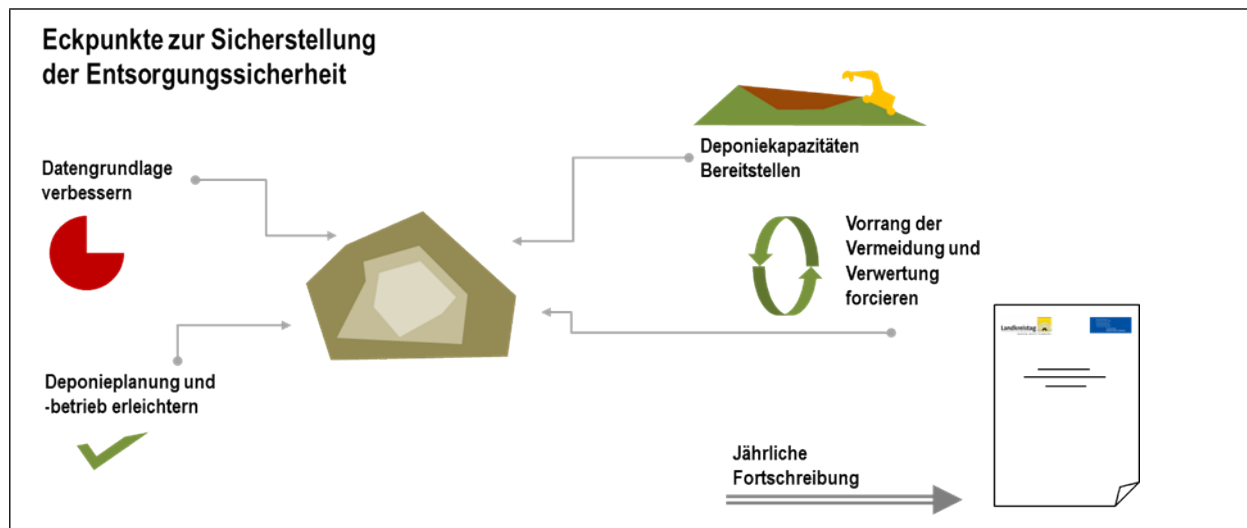 Eckpunkte zur Sicherstellung
der Entsorgungssicherheit
Datengrundlage
verbessern
Deponiekapazitäten
Bereitstellen
Vorrang der
Vermeidung und
Verwertung
forcieren
Deponieplanung und
-betrieb erleichtern
Landkreistag
Jährliche
Fortschreibung